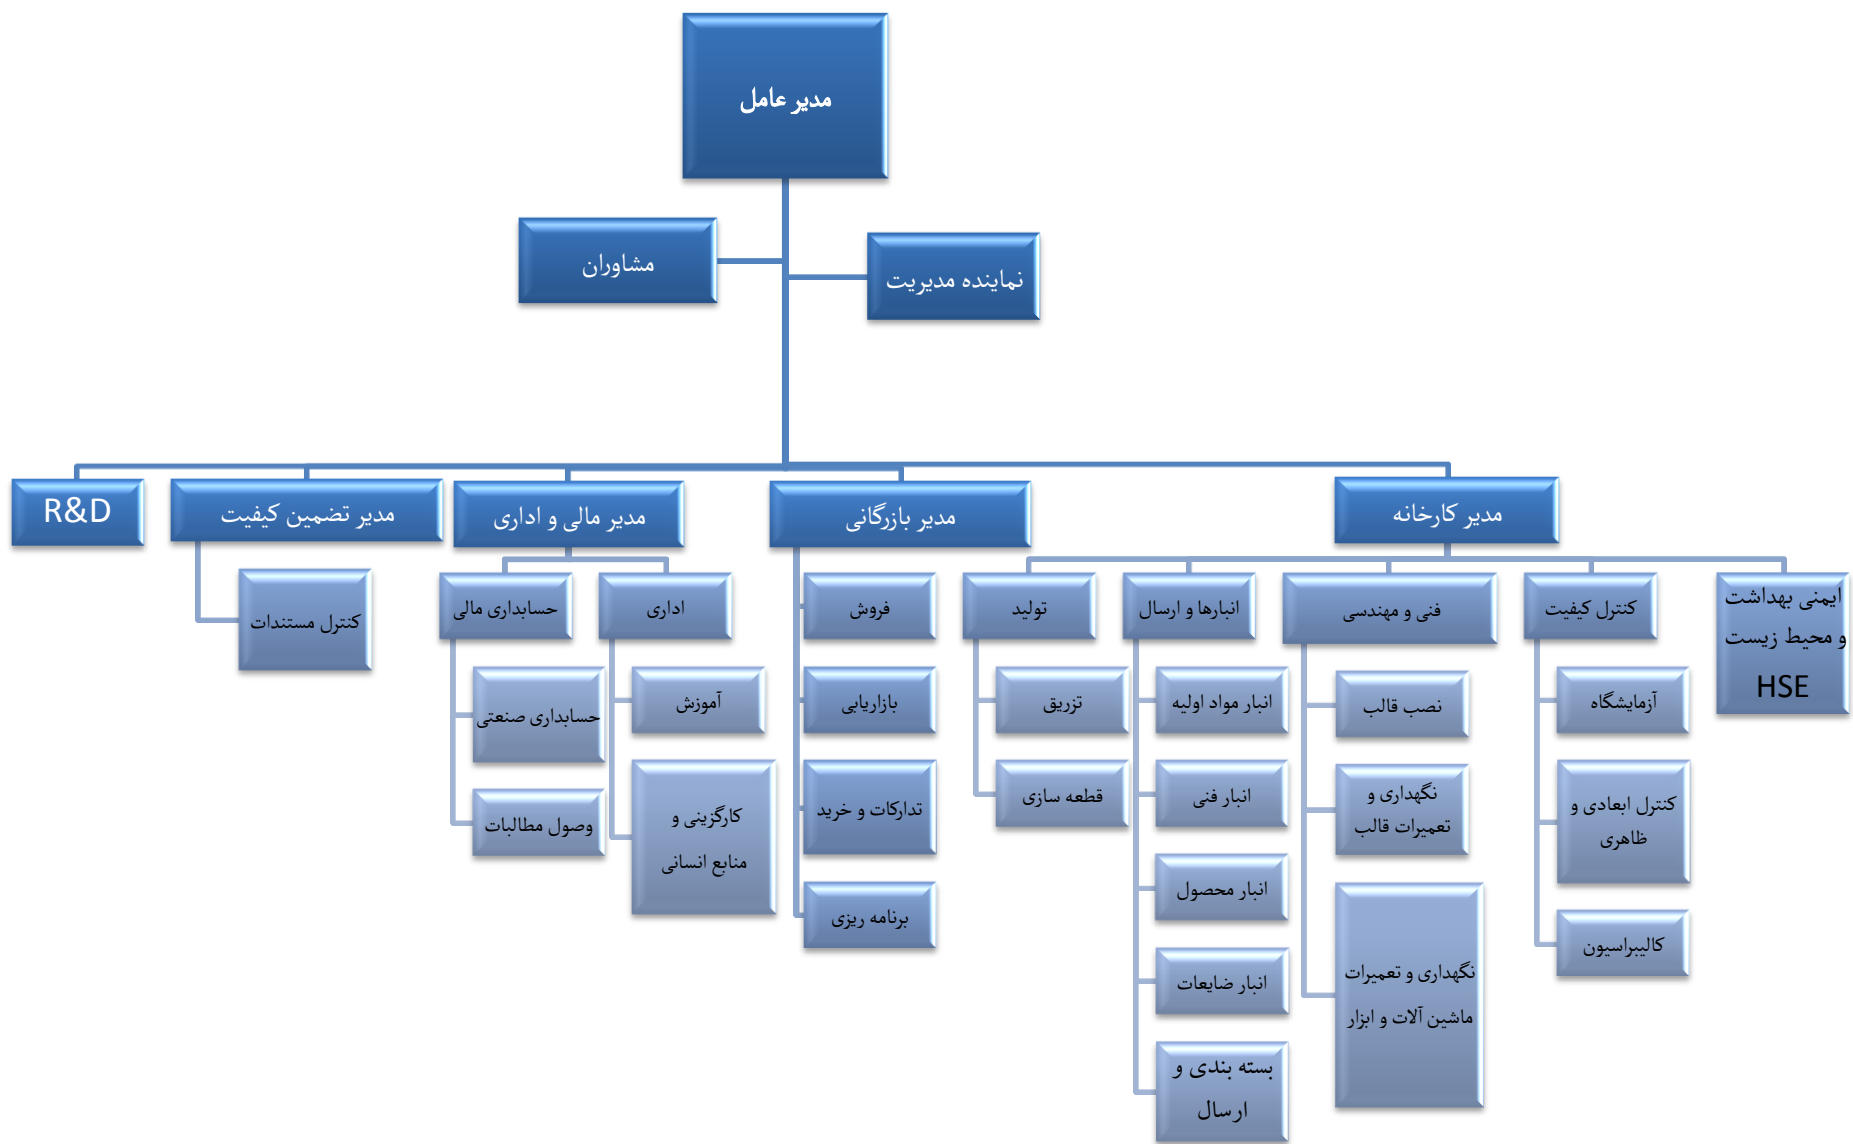 مدیر عامل
نماینده مدیریت
مشاوران
مدیر کارخانه
مدیر بازرگانی
مدیر مالی و اداری
مدیر تضمین کیفیت
R&D
ایمنی بهداشت
و محیط زیست
HSE
کنترل کیفیت
آزمایشگاه
کنترل ابعادی و
ظاهری
کالیبراسیون
فنی و مهندسی
نصب قالب
نگهداری و
تعمیرات قالب
نگهداری و تعمیرات
ماشین آلات و ابزار
انبارها و ارسال
انبار مواد اولیه
انبار فنی
انبار محصول
انبار ضایعات
بسته بندی و
ارسال
تولید
تزریق
قطعه سازی
فروش
بازاریابی
تدارکات و خرید
برنامه ریزی
اداری
آموزش
کارگزینی و
منابع انسانی
حسابداری مالی
حسابداری صنعتی
وصول مطالبات
کنترل مستندات